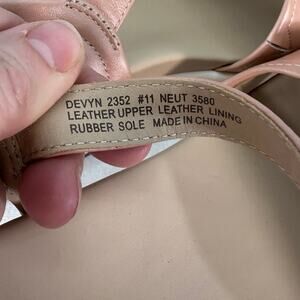 DEVYN 2352 #11 NEUT 3580
LEATHER UPPER LEATHER LINING
RUBBER SOLE MADE IN CHINA